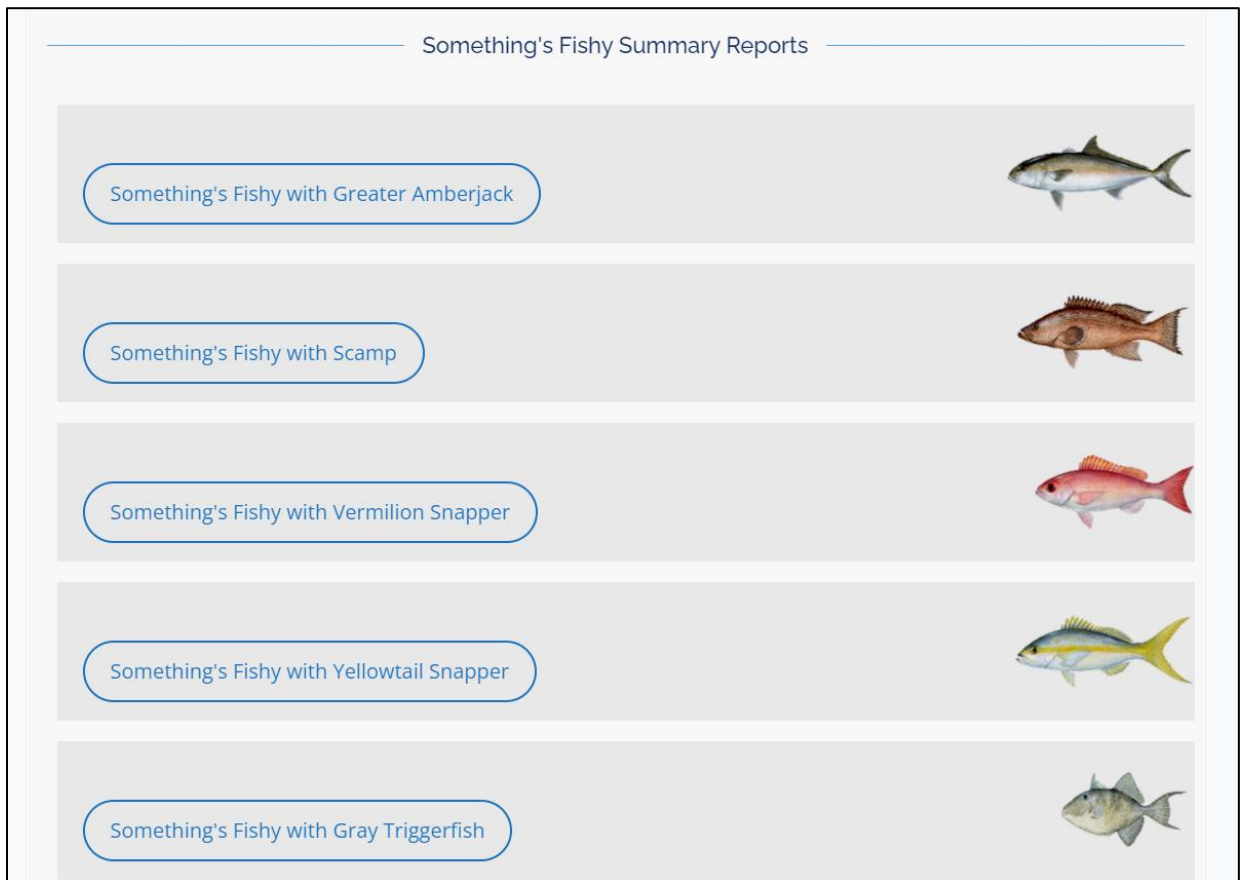 Something's Fishy Summary Reports
Something's Fishy with Greater Amberjack
Something's Fishy with Scamp
Something's Fishy with Vermilion Snapper
Something's Fishy with Yellowtail Snapper
Something's Fishy with Gray Triggerfish